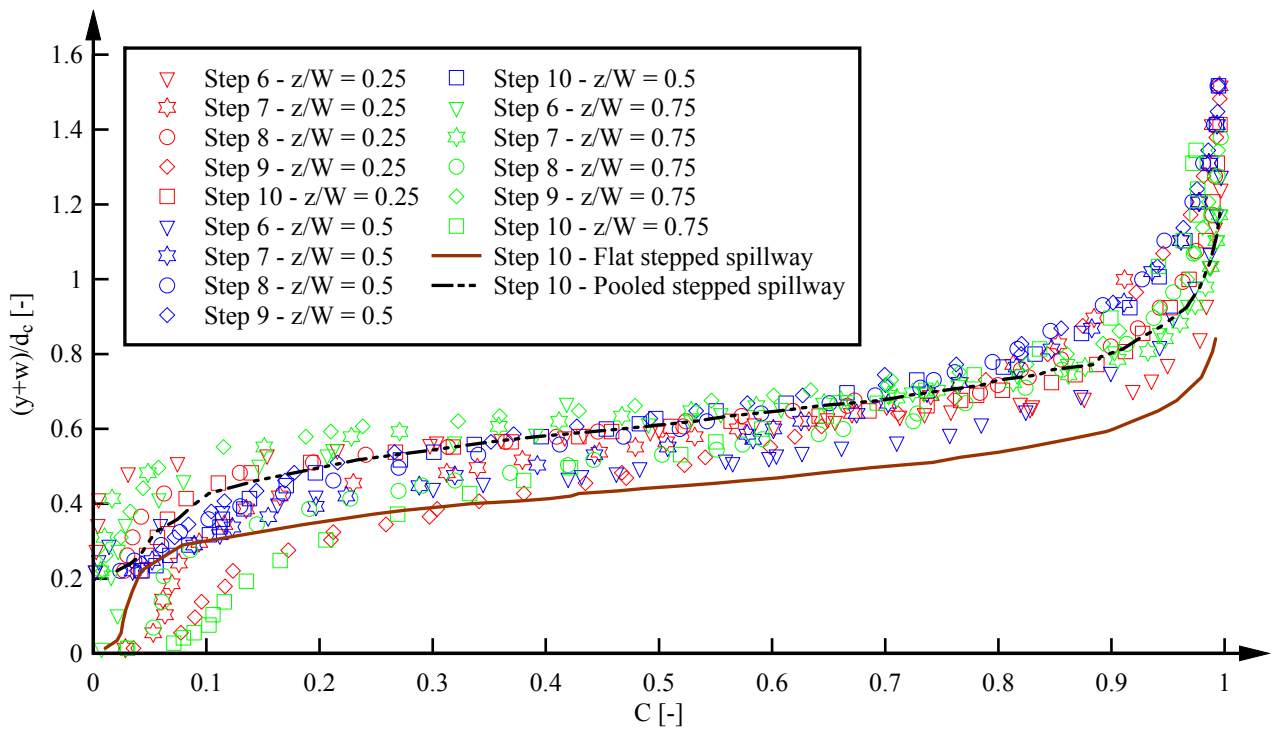 1.6
1.4
1.2
1
0.8
0.6
0.4
0.2
0
(y+w)/dc [-]
Step 6 - z/W = 0.25
Step 7 - z/W = 0.25
Step 8 - z/W = 0.25
Step 9 - z/W = 0.25
Step 10 - z/W = 0.25
Step 6 - z/W = 0.5
Step 7 - z/W = 0.5
Step 8 - z/W = 0.5
Step 9 - z/W = 0.5
Step 10 - z/W = 0.5
Step 6 - z/W = 0.75
Step 7 - z/W = 0.75
Step 8 - z/W = 0.75
Step 9 - z/W = 0.75
Step 10 - z/W = 0.75
Step 10 - Flat stepped spillway
Step 10 - Pooled stepped spillway
0 0.1 0.2 0.3 0.4 0.5 0.6 0.7 0.8 0.9 1
C [-]